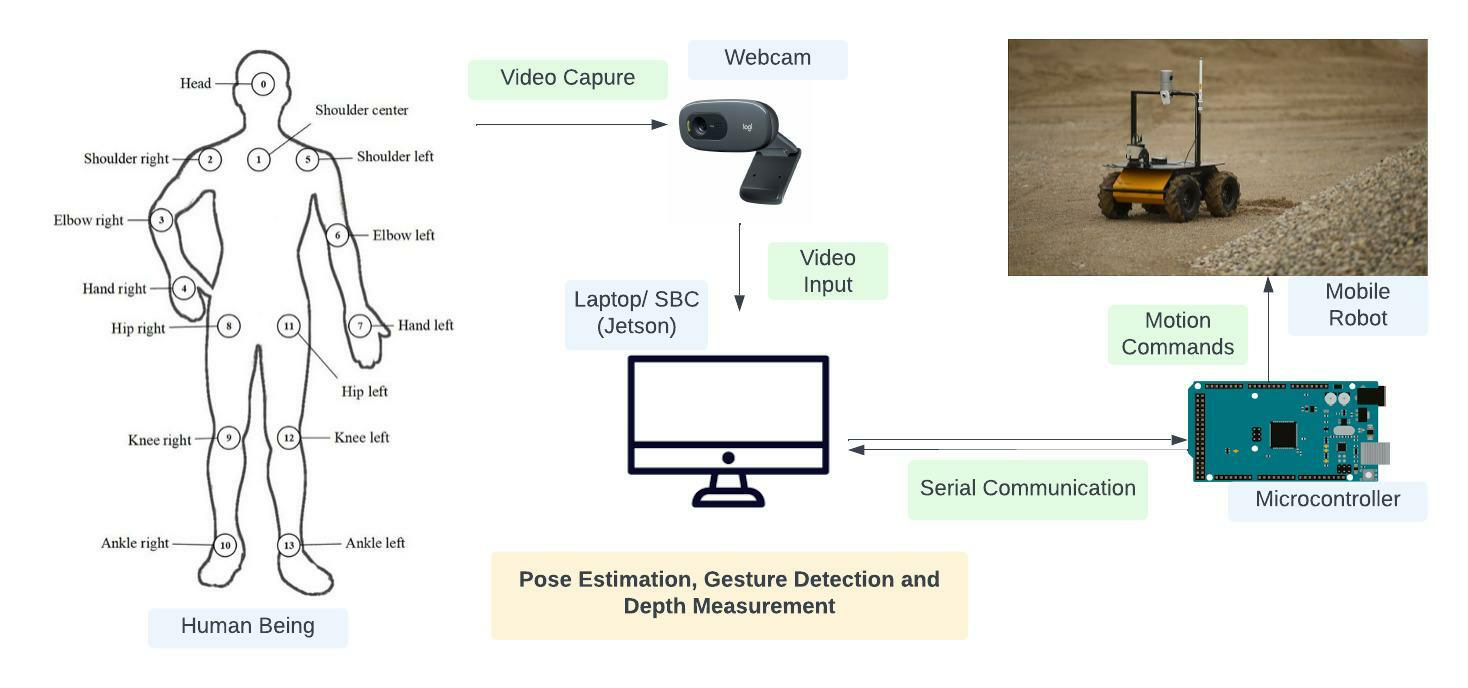 Head
0
Shoulder center
Shoulder right
2
1
5
Shoulder left
Elbow right
3
6
Elbow left
Hand right
4
Hip right
8
11
7
Hand left
Hip left
Knee right
9
12
Knee left
Ankle right
10
13
Ankle left
Human Being
Video Capure
Webcam
logi
Video
Input
Laptop/ SBC
(Jetson)
Serial Communication
Mobile
Robot
Motion
Commands
Microcontroller
Pose Estimation, Gesture Detection and
Depth Measurement